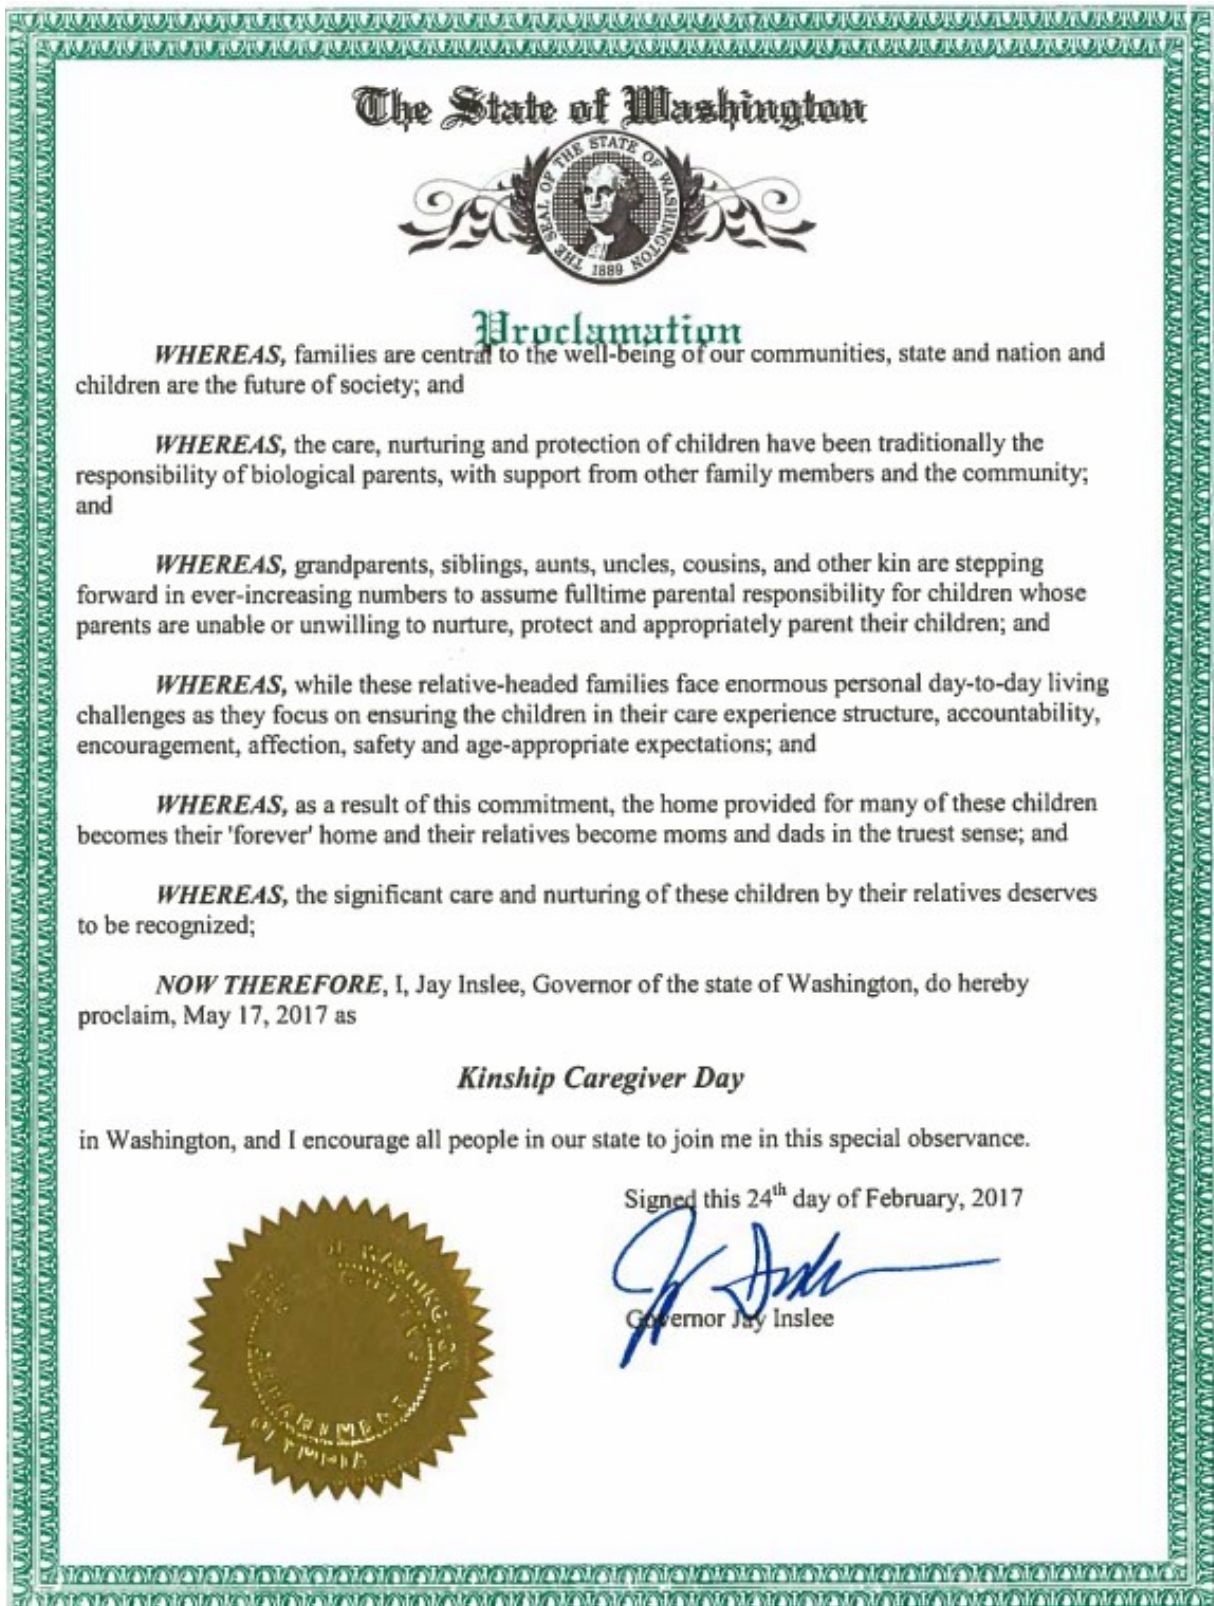 The State of Washington
THE SEAL OF THE STATE OF WASHINGTON
1889
Proclamation
WHEREAS, families are central to the well-being of our communities, state and nation and
children are the future of society; and
WHEREAS, the care, nurturing and protection of children have been traditionally the
responsibility of biological parents, with support from other family members and the community;
and
WHEREAS, grandparents, siblings, aunts, uncles, cousins, and other kin are stepping
forward in ever-increasing numbers to assume fulltime parental responsibility for children whose
parents are unable or unwilling to nurture, protect and appropriately parent their children; and
WHEREAS, while these relative-headed families face enormous personal day-to-day living
challenges as they focus on ensuring the children in their care experience structure, accountability,
encouragement, affection, safety and age-appropriate expectations; and
WHEREAS, as a result of this commitment, the home provided for many of these children
becomes their 'forever' home and their relatives become moms and dads in the truest sense; and
WHEREAS, the significant care and nurturing of these children by their relatives deserves
to be recognized;
NOW THEREFORE, I, Jay Inslee, Governor of the state of Washington, do hereby
proclaim, May 17, 2017 as
Kinship Caregiver Day
in Washington, and I encourage all people in our state to join me in this special observance.
Signed this 24th day of February, 2017
Governor Jay Inslee